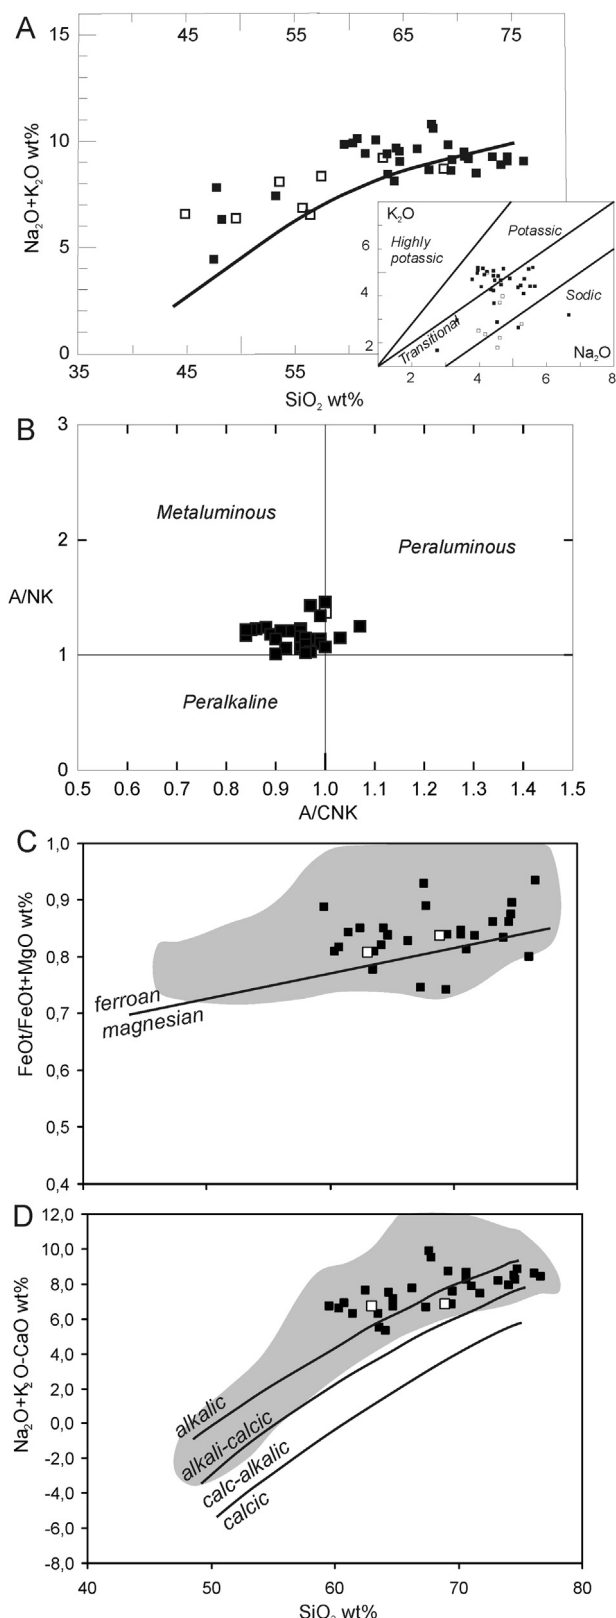 A
45 55 65 75
15
10
5
0
Na₂O+K₂O wt%
35 45 55
SiO₂ wt%
K₂O
Highly
potassic
Potassic
Sodic
Transitional
6
4
2
2 4 6 8
Na₂O
B
3
2
1
0
A/NK
Metaluminous
Peraluminous
Peralkaline
0.5 0.6 0.7 0.8 0.9 1.0 1.1 1.2 1.3 1.4 1.5
A/CNK
C
1,0
0,9
0,8
0,7
0,6
0,5
0,4
FeOt/FeOt+MgO wt%
ferroan
magnesian
D
12,0
10,0
8,0
6,0
4,0
2,0
0,0
-2,0
-4,0
-6,0
-8,0
Na₂O+K₂O-CaO wt%
alkalic
alkali-calcic
calc-alkalic
calcic
40 50 60 70 80
SiO₂ wt%